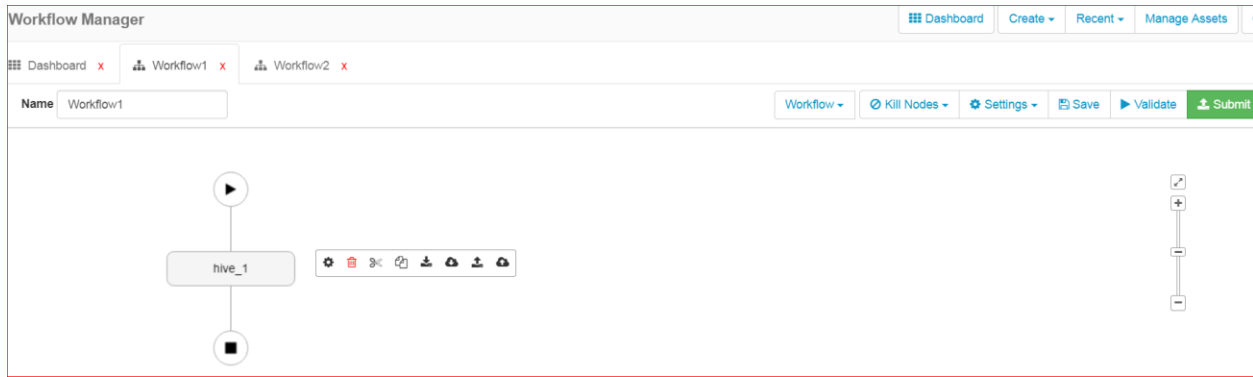 Workflow Manager
Dashboard Create Recent Manage Assets
Dashboard x Workflow1 x Workflow2 x
Name Workflow1 Workflow Kill Nodes Settings Save Validate Submit
hive_1